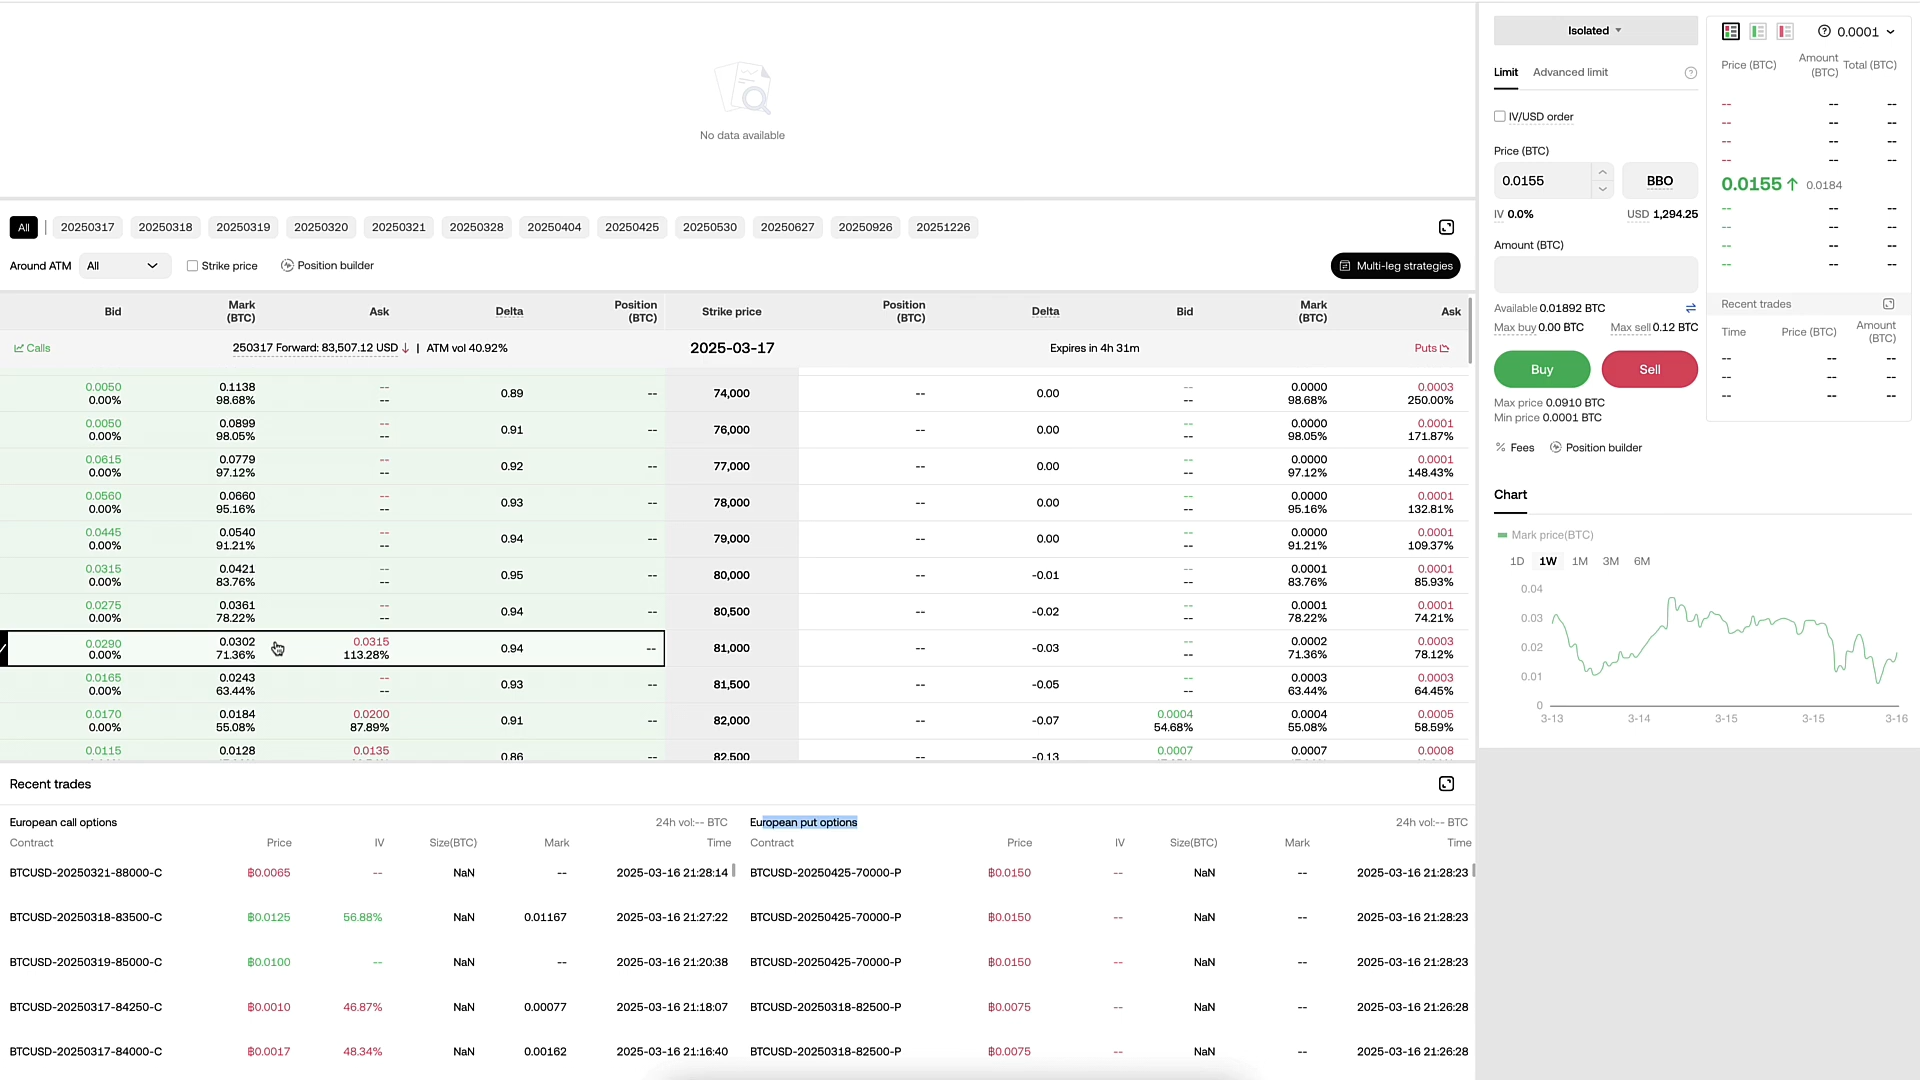 No data available
All | 20250317 20250318 20250319 20250320 20250321 20250328 20250404 20250425 20250530 20250627 20250926 20251226
Around ATM All Strike price Position builder Multi-leg strategies
Bid Mark (BTC) Ask Delta Position (BTC) Strike price Position (BTC) Delta Bid Mark (BTC) Ask
Calls 250317 Forward: 83,507.12 USD ↓ | ATM vol 40.92% 2025-03-17 Expires in 4h 31m Puts
0.0050 0.1138 -- -- 0.0000 0.0003
0.00% 98.68% -- 0.89 -- 74,000 -- 0.00 -- 98.68% 250.00%
0.0050 0.0899 -- -- 0.0000 0.0001
0.00% 98.05% -- 0.91 -- 76,000 -- 0.00 -- 98.05% 171.87%
0.0615 0.0779 -- -- 0.0000 0.0001
0.00% 97.12% -- 0.92 -- 77,000 -- 0.00 -- 97.12% 148.43%
0.0560 0.0660 -- -- 0.0000 0.0001
0.00% 95.16% -- 0.93 -- 78,000 -- 0.00 -- 95.16% 132.81%
0.0445 0.0540 -- -- 0.0000 0.0001
0.00% 91.21% -- 0.94 -- 79,000 -- 0.00 -- 91.21% 109.37%
0.0315 0.0421 -- -- 0.0001 0.0001
0.00% 83.76% -- 0.95 -- 80,000 -- -0.01 -- 83.76% 85.93%
0.0275 0.0361 -- -- 0.0001 0.0001
0.00% 78.22% -- 0.94 -- 80,500 -- -0.02 -- 78.22% 74.21%
0.0290 0.0302 0.0315 -- 0.0002 0.0003
0.00% 71.36% 113.28% 0.94 -- 81,000 -- -0.03 -- 71.36% 78.12%
0.0165 0.0243 -- -- 0.0003 0.0003
0.00% 63.44% -- 0.93 -- 81,500 -- -0.05 -- 63.44% 64.45%
0.0170 0.0184 0.0200 0.0004 0.0004 0.0005
0.00% 55.08% 87.89% 0.91 -- 82,000 -- -0.07 54.68% 55.08% 58.59%
0.0115 0.0128 0.0135 0.0007 0.0007 0.0008
0.86 -- 82,500 -- -0.13
Recent trades
European call options 24h vol:-- BTC
Contract Price IV Size(BTC) Mark Time
BTCUSD-20250321-88000-C ฿0.0065 -- NaN -- 2025-03-16 21:28:14
BTCUSD-20250318-83500-C ฿0.0125 56.88% NaN 0.01167 2025-03-16 21:27:22
BTCUSD-20250319-85000-C ฿0.0100 -- NaN -- 2025-03-16 21:20:38
BTCUSD-20250317-84250-C ฿0.0010 46.87% NaN 0.00077 2025-03-16 21:18:07
BTCUSD-20250317-84000-C ฿0.0017 48.34% NaN 0.00162 2025-03-16 21:16:40
European put options 24h vol:-- BTC
Contract Price IV Size(BTC) Mark Time
BTCUSD-20250425-70000-P ฿0.0150 -- NaN -- 2025-03-16 21:28:23
BTCUSD-20250425-70000-P ฿0.0150 -- NaN -- 2025-03-16 21:28:23
BTCUSD-20250425-70000-P ฿0.0150 -- NaN -- 2025-03-16 21:28:23
BTCUSD-20250318-82500-P ฿0.0075 -- NaN -- 2025-03-16 21:26:28
BTCUSD-20250318-82500-P ฿0.0075 -- NaN -- 2025-03-16 21:26:28
Isolated
Limit Advanced limit ?
IV/USD order
Price (BTC)
0.0155 BBO
IV 0.0% USD 1,294.25
Amount (BTC)
Available 0.01892 BTC
Max buy 0.00 BTC Max sell 0.12 BTC
Buy Sell
Max price 0.0910 BTC
Min price 0.0001 BTC
% Fees Position builder
Chart
Mark price(BTC)
1D 1W 1M 3M 6M
0.04
0.03
0.02
0.01
0
3-13 3-14 3-15 3-15 3-16
? 0.0001
Price (BTC) Amount (BTC) Total (BTC)
-- -- --
-- -- --
-- -- --
-- -- --
0.0155 ↑ 0.0184
-- -- --
-- -- --
-- -- --
-- -- --
Recent trades
Time Price (BTC) Amount (BTC)
-- -- --
-- -- --
-- -- --